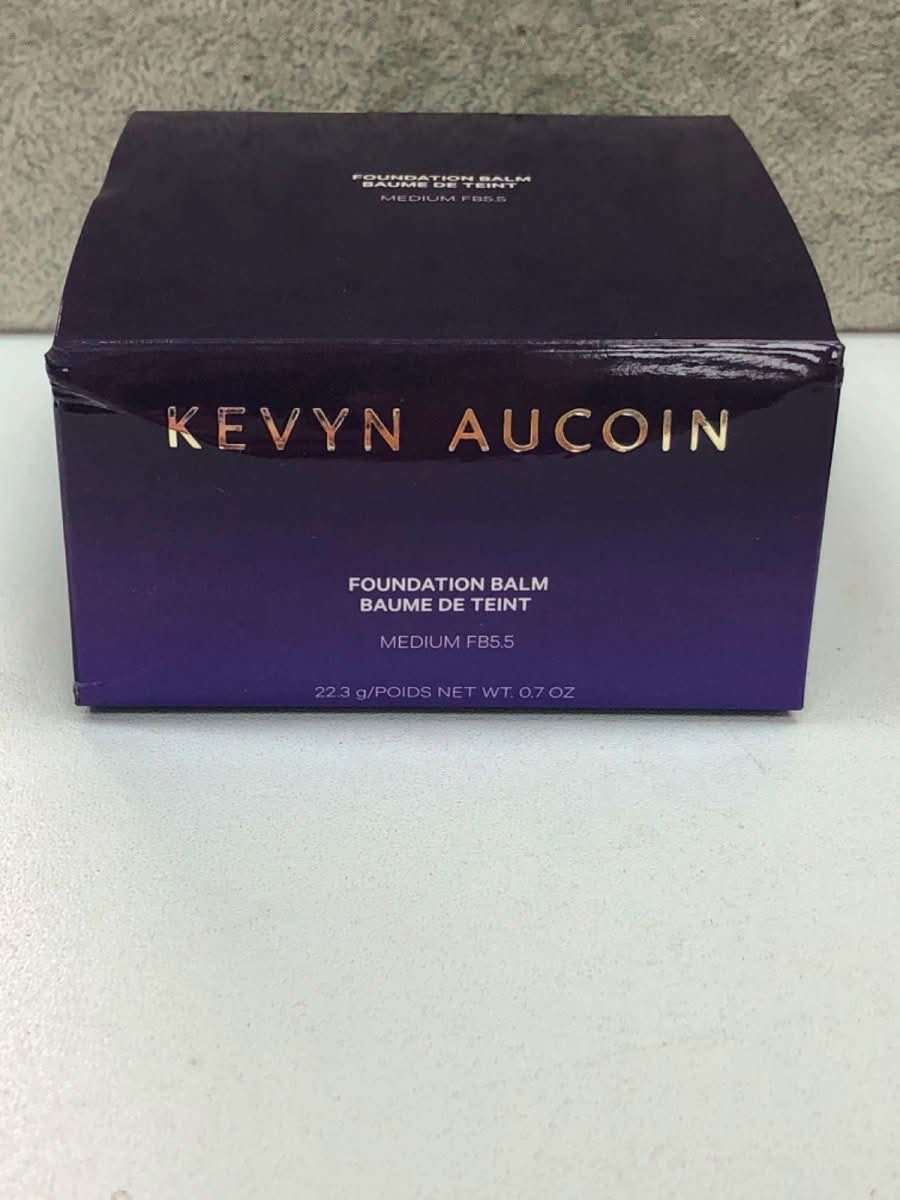 FOUNDATION BALM
BAUME DE TEINT
MEDIUM FB5.5
KEVYN AUCOIN
FOUNDATION BALM
BAUME DE TEINT
MEDIUM FB5.5
22.3 g/POIDS NET WT. 0.7 OZ